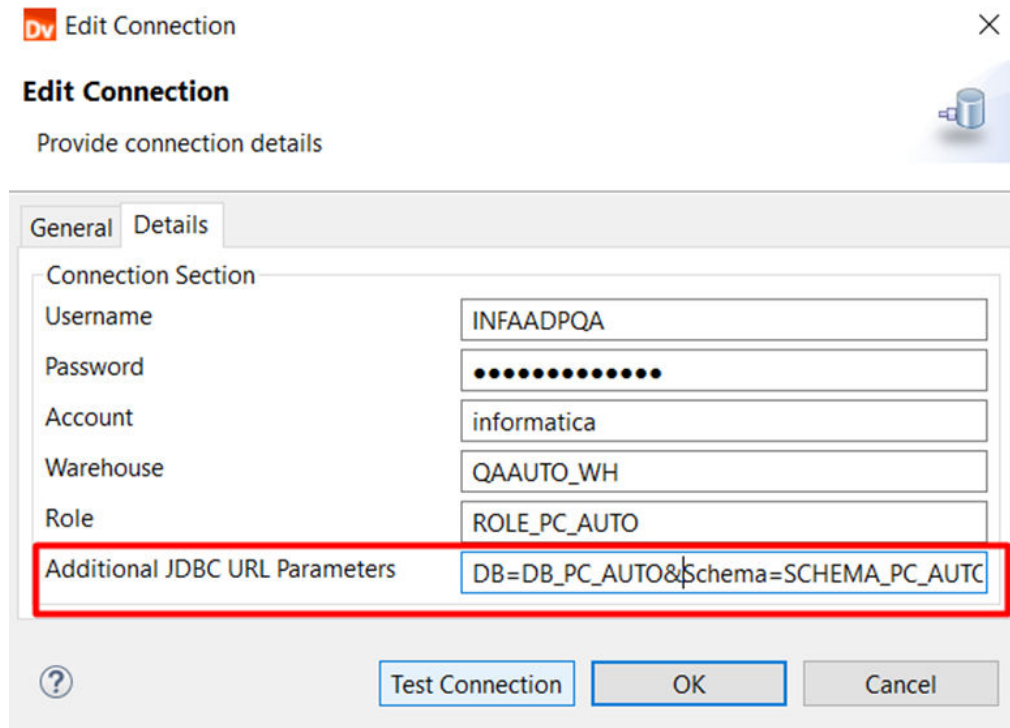 Dv Edit Connection
Edit Connection
Provide connection details
General Details
Connection Section
Username INFAADPQA
Password •••••••••••••
Account informatica
Warehouse QAAUTO_WH
Role ROLE_PC_AUTO
Additional JDBC URL Parameters DB=DB_PC_AUTO&Schema=SCHEMA_PC_AUTO
? Test Connection OK Cancel